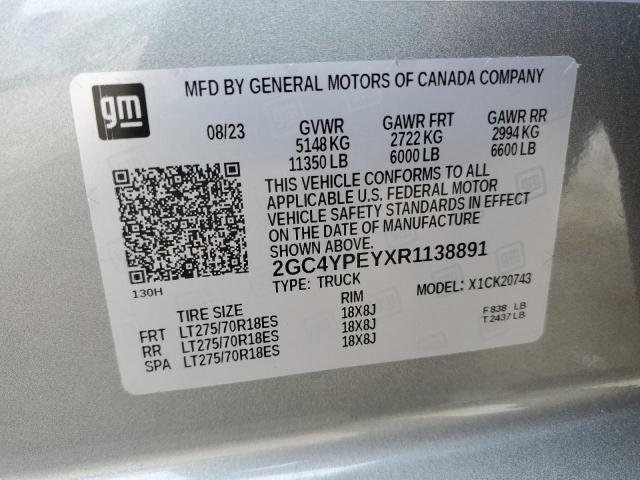 gm
MFD BY GENERAL MOTORS OF CANADA COMPANY
08/23 GVWR GAWR FRT GAWR RR
5148 KG 2722 KG 2994 KG
11350 LB 6000 LB 6600 LB
THIS VEHICLE CONFORMS TO ALL
APPLICABLE U.S. FEDERAL MOTOR
VEHICLE SAFETY STANDARDS IN EFFECT
ON THE DATE OF MANUFACTURE
SHOWN ABOVE.
2GC4YPEYXR1138891
130H
TYPE: TRUCK MODEL: X1CK20743
TIRE SIZE RIM
FRT LT275/70R18ES 18X8J F 838 LB
RR LT275/70R18ES 18X8J T 2437 LB
SPA LT275/70R18ES 18X8J